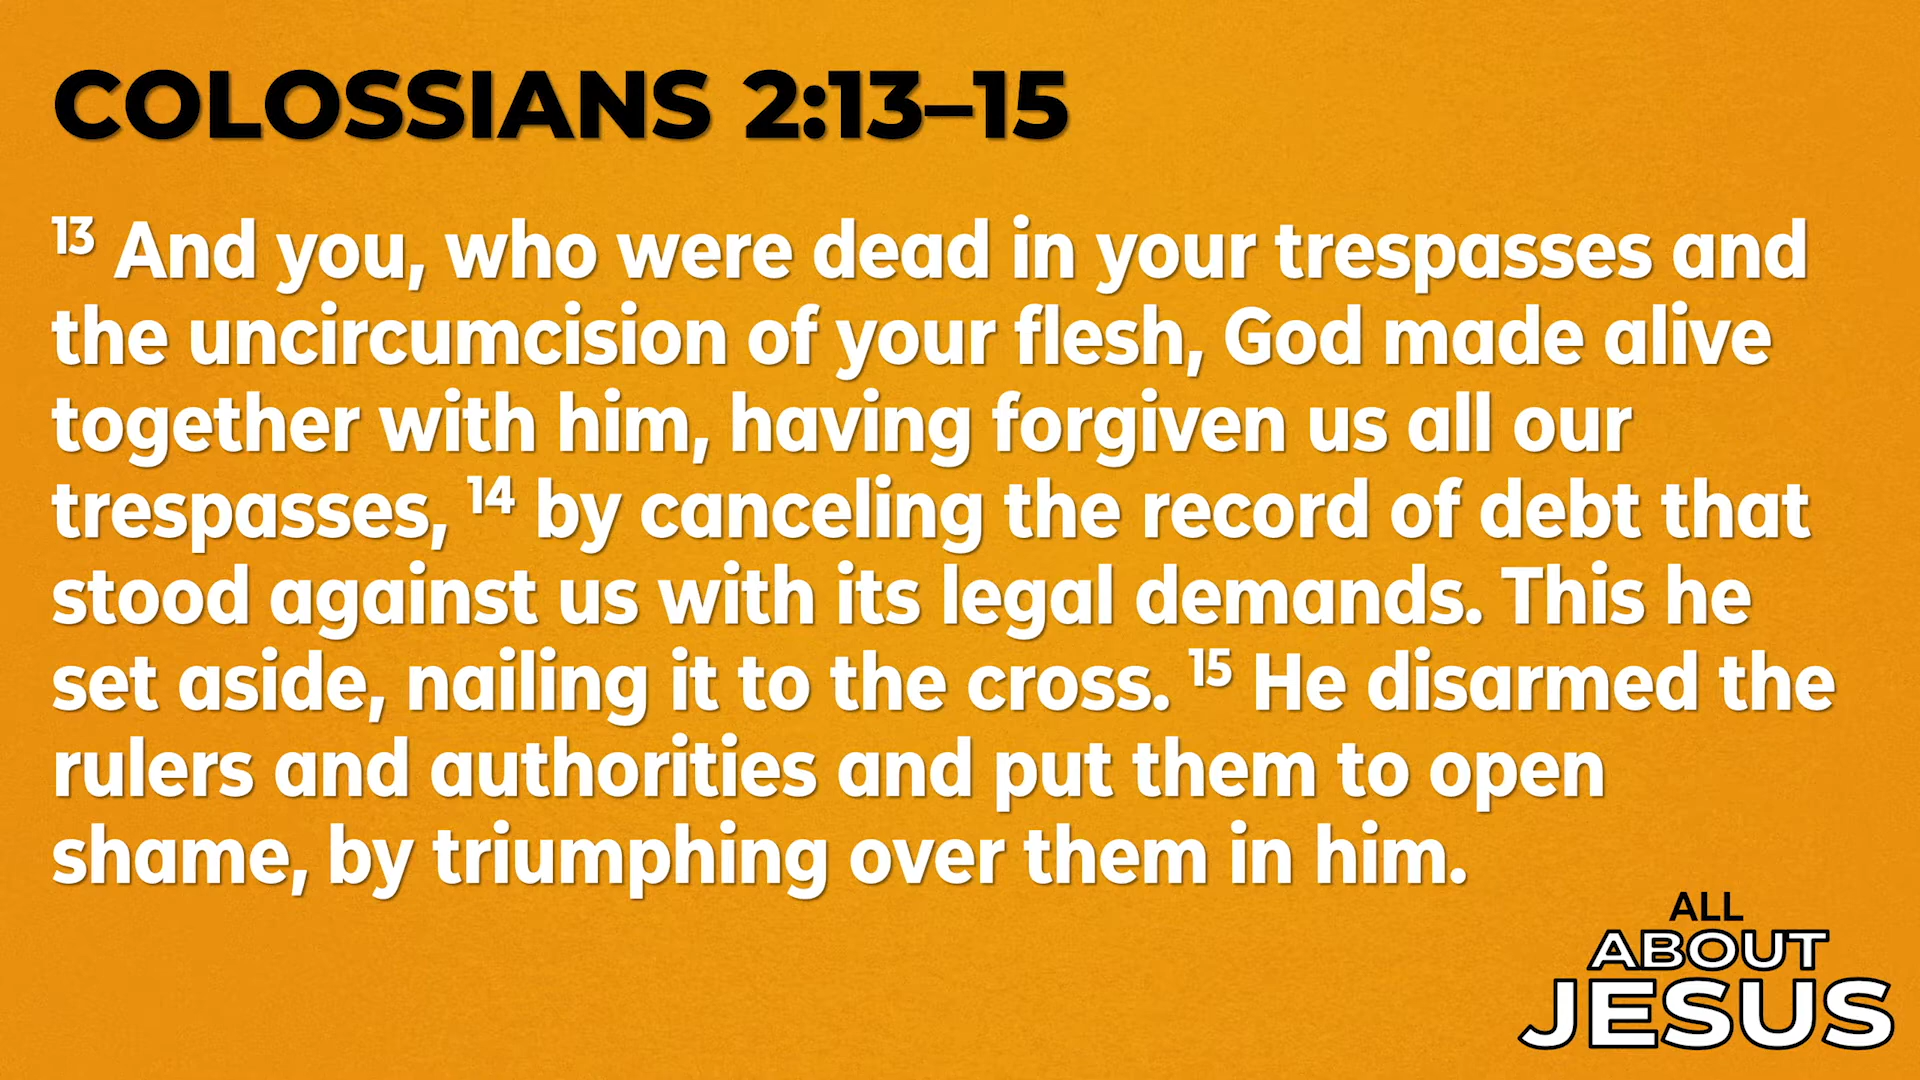 COLOSSIANS 2:13–15
13 And you, who were dead in your trespasses and
the uncircumcision of your flesh, God made alive
together with him, having forgiven us all our
trespasses, 14 by canceling the record of debt that
stood against us with its legal demands. This he
set aside, nailing it to the cross. 15 He disarmed the
rulers and authorities and put them to open
shame, by triumphing over them in him.
ALL
ABOUT
JESUS